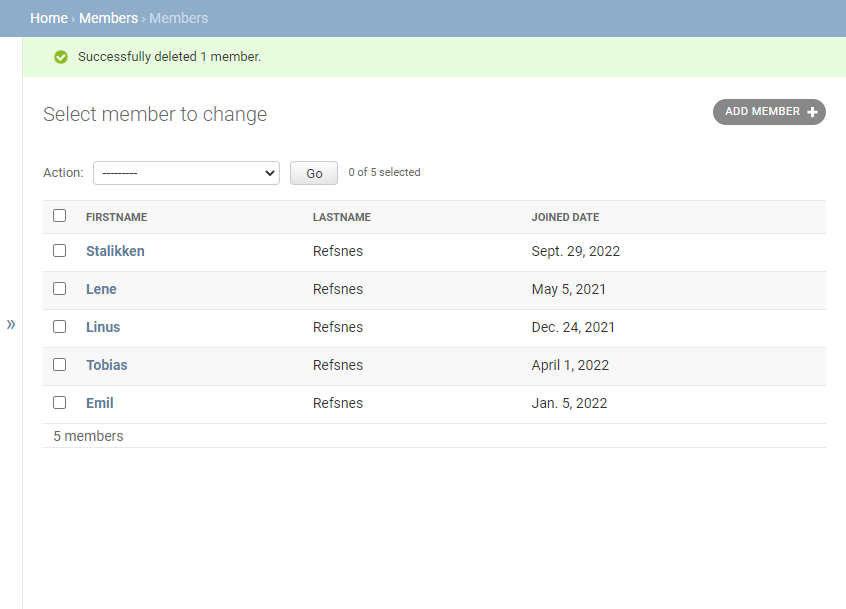 Home › Members › Members
Successfully deleted 1 member.
Select member to change
ADD MEMBER +
Action: --------- Go 0 of 5 selected
FIRSTNAME LASTNAME JOINED DATE
Stalikken Refsnes Sept. 29, 2022
Lene Refsnes May 5, 2021
»
Linus Refsnes Dec. 24, 2021
Tobias Refsnes April 1, 2022
Emil Refsnes Jan. 5, 2022
5 members